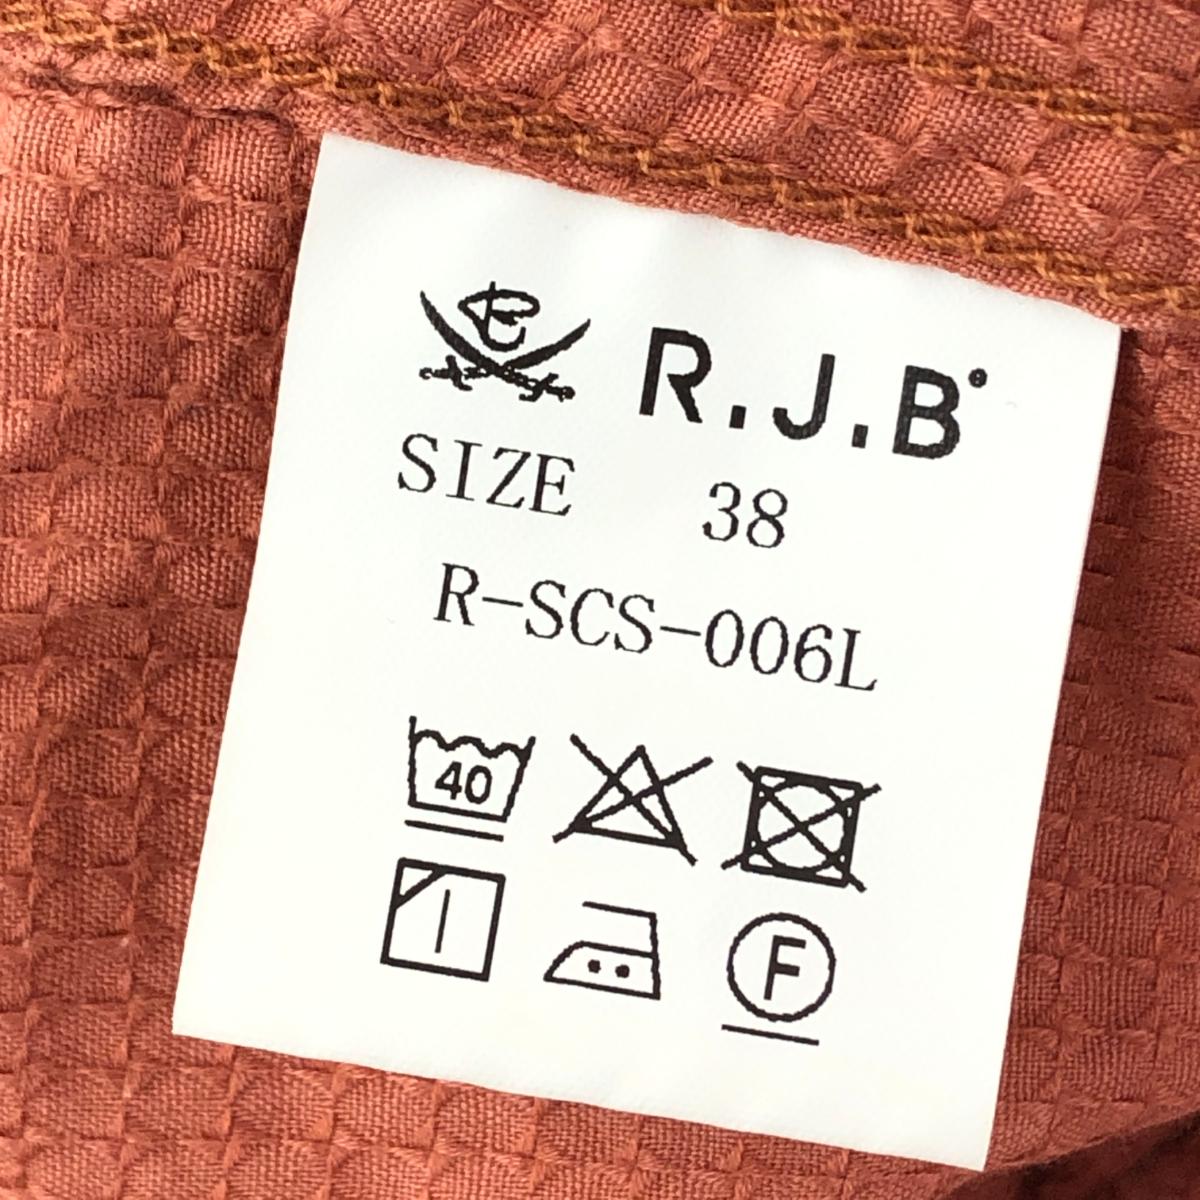 R.J.B
SIZE 38
R-SCS-006L
40
F